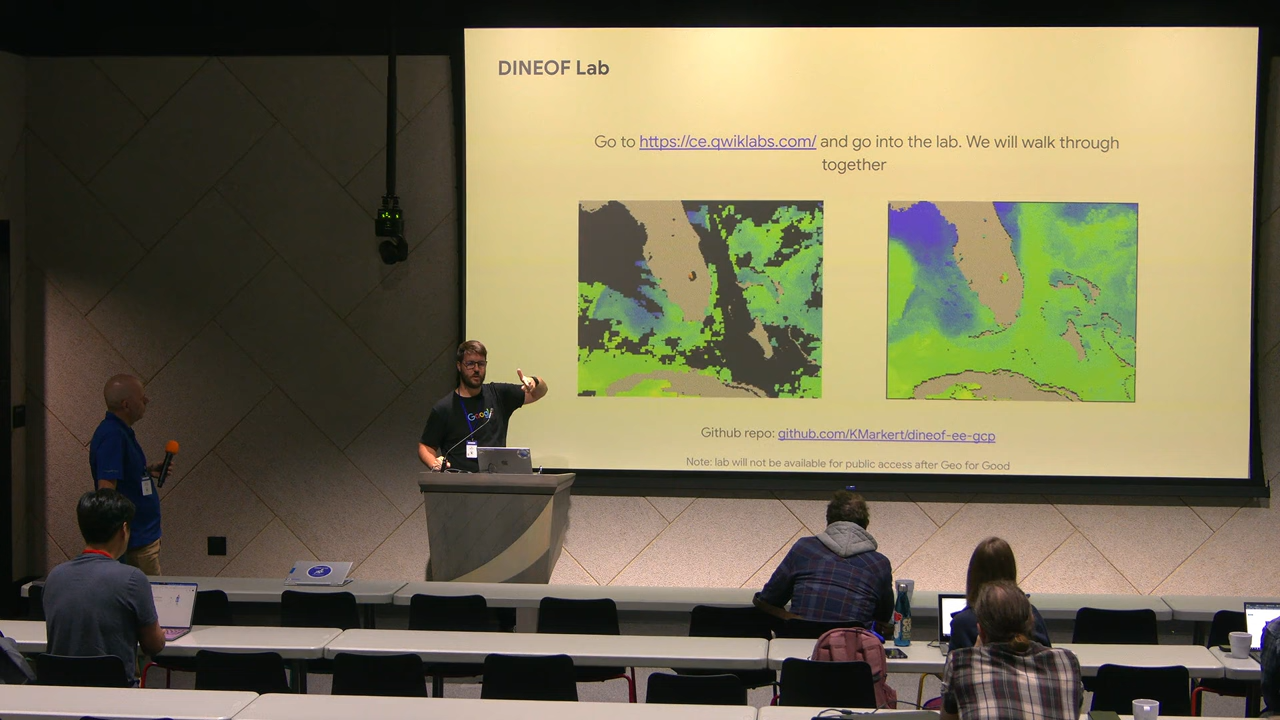 DINEOF Lab
Go to https://ce.qwiklabs.com/ and go into the lab. We will walk through
together
Github repo: github.com/KMarkert/dineof-ee-gcp
Note: lab will not be available for public access after Geo for Good
Google